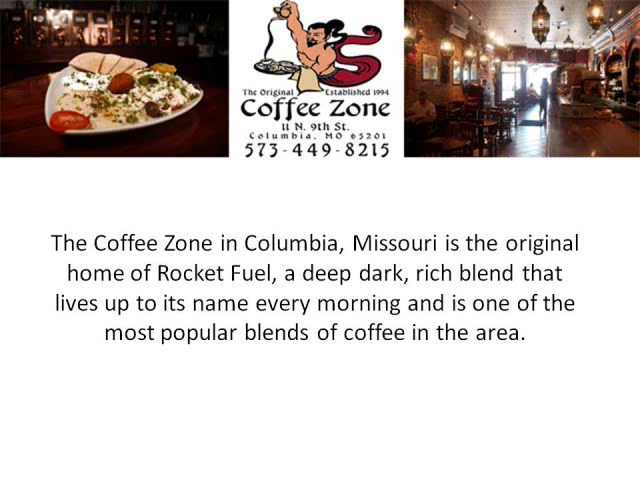 The Original Established 1994
Coffee Zone
11 N. 9th St.
Columbia, MO 65201
573-449-8215
The Coffee Zone in Columbia, Missouri is the original
home of Rocket Fuel, a deep dark, rich blend that
lives up to its name every morning and is one of the
most popular blends of coffee in the area.